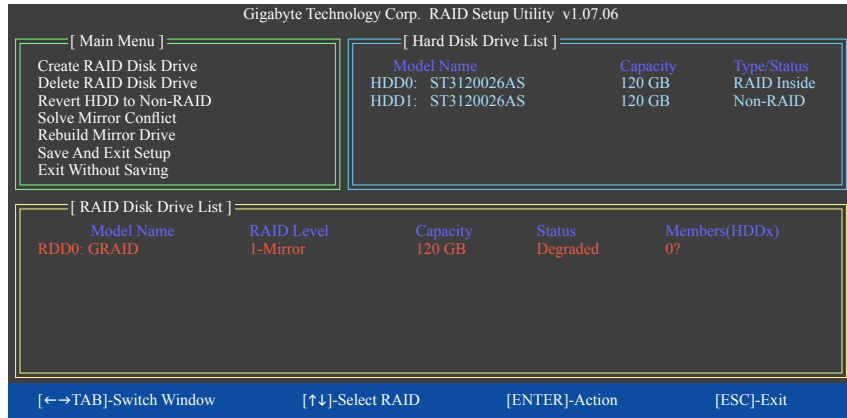 Gigabyte Technology Corp. RAID Setup Utility v1.07.06
[ Main Menu ]
Create RAID Disk Drive
Delete RAID Disk Drive
Revert HDD to Non-RAID
Solve Mirror Conflict
Rebuild Mirror Drive
Save And Exit Setup
Exit Without Saving
[ Hard Disk Drive List ]
Model Name Capacity Type/Status
HDD0: ST3120026AS 120 GB RAID Inside
HDD1: ST3120026AS 120 GB Non-RAID
[ RAID Disk Drive List ]
Model Name RAID Level Capacity Status Members(HDDx)
RDD0: GRAID 1-Mirror 120 GB Degraded 0?
[←→TAB]-Switch Window [↑↓]-Select RAID [ENTER]-Action [ESC]-Exit